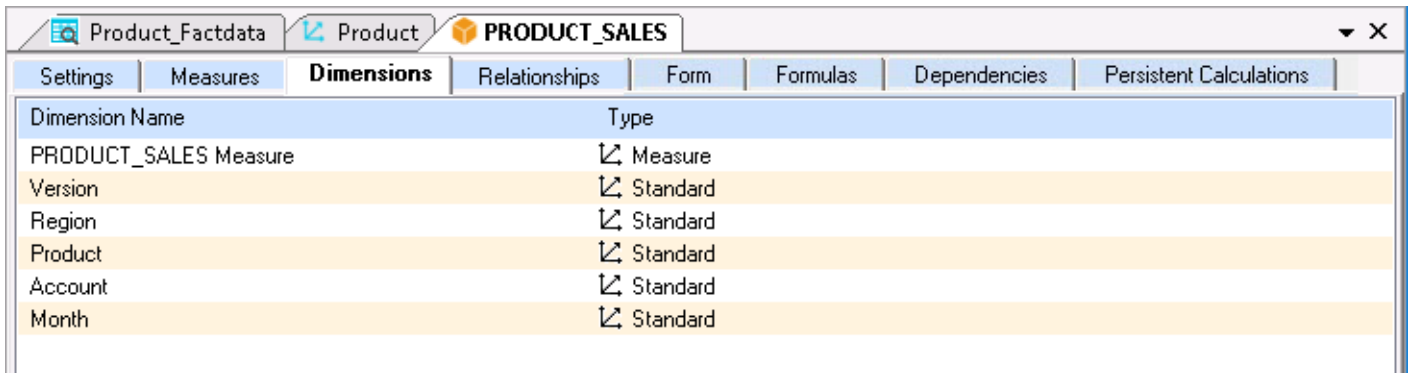 Product_Factdata Product PRODUCT_SALES
Settings Measures Dimensions Relationships Form Formulas Dependencies Persistent Calculations
Dimension Name Type
PRODUCT_SALES Measure Measure
Version Standard
Region Standard
Product Standard
Account Standard
Month Standard